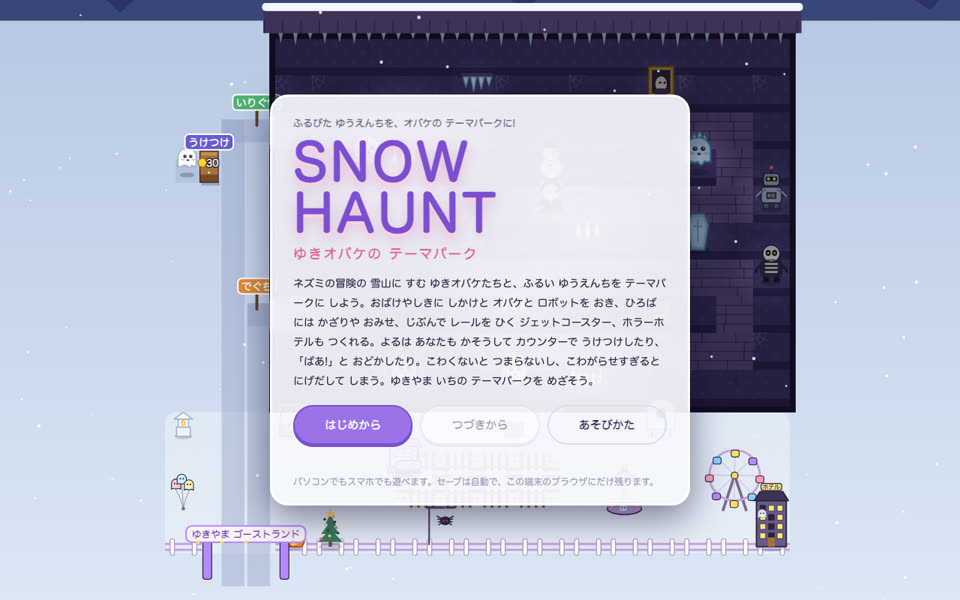 いりぐ
うけつけ
30
でぐち
ふるびた ゆうえんちを、オバケの テーマパークに!
SNOW
HAUNT
ゆきオバケの テーマパーク
ネズミの冒険の 雪山に すむ ゆきオバケたちと、ふるい ゆうえんちを テーマパ
ークに しよう。おばけやしきに しかけと オバケと ロボットを おき、ひろば
には かざりや おみせ、じぶんで レールを ひく ジェットコースター、ホラーホ
テルも つくれる。よるは あなたも かそうして カウンターで うけつけしたり、
「ばあ!」と おどかしたり。こわくないと つまらないし、こわがらせすぎると
にげだして しまう。ゆきやま いちの テーマパークを めざそう。
はじめから
つづきから
あそびかた
パソコンでもスマホでも遊べます。セーブは自動で、この端末のブラウザにだけ残ります。
ホテル
ゆきやま ゴーストランド